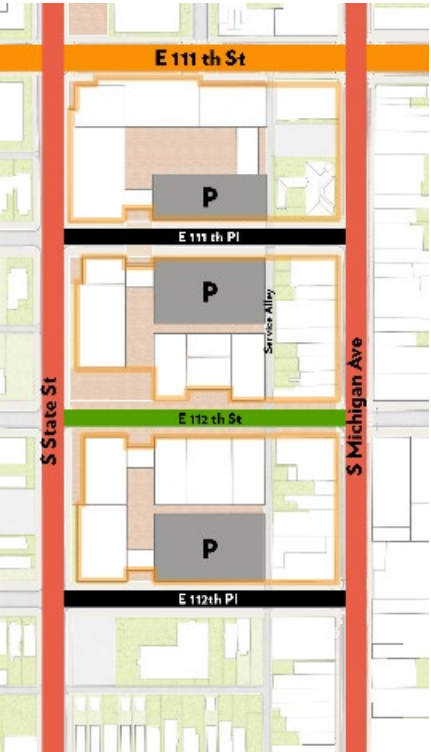 E 111 th St
P
E 111 th Pl
P
Service Alley
S State St
S Michigan Ave
E 112 th St
P
E 112th Pl